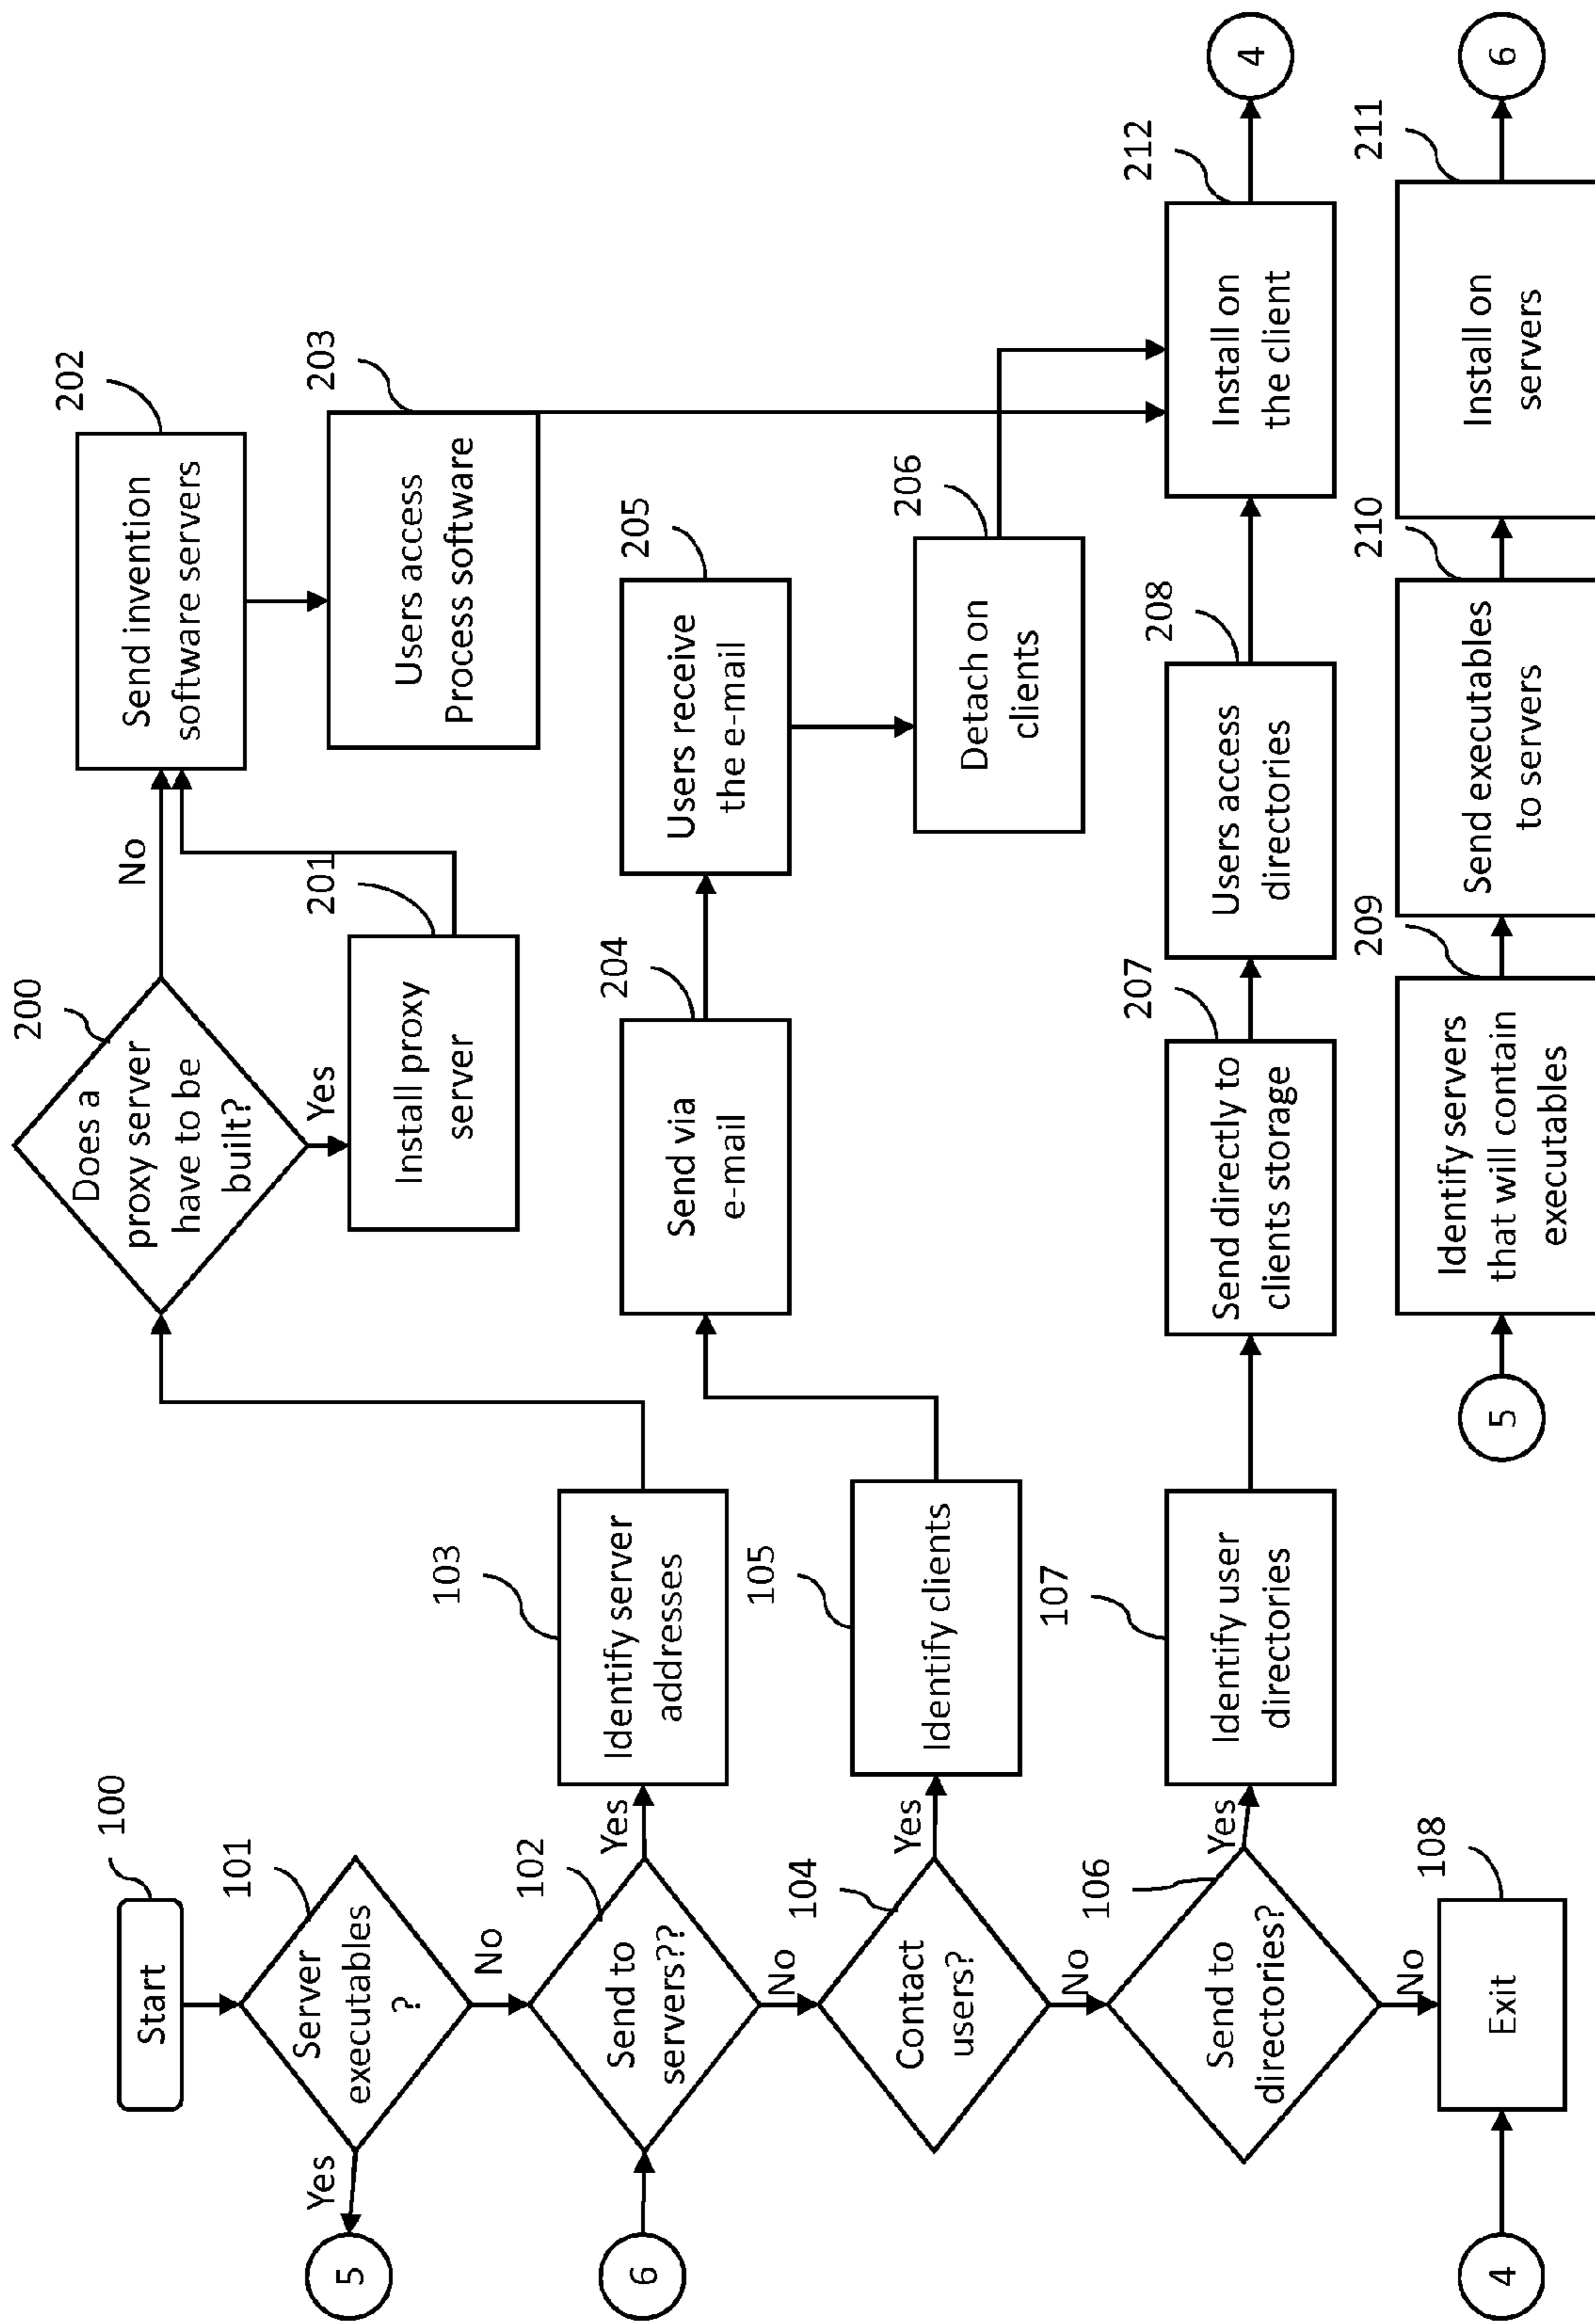 100
Start
101
Server
executables
?
Yes
5
No
102
Send to
servers??
6
Yes
103
Identify server
addresses
No
104
Contact
users?
Yes
105
Identify clients
No
106
Send to
directories?
Yes
107
Identify user
directories
No
108
Exit
4
200
Does a
proxy server
have to be
built?
No
Yes
201
Install proxy
server
202
Send invention
software servers
203
Users access
Process software
204
Send via
e-mail
205
Users receive
the e-mail
206
Detach on
clients
207
Send directly to
clients storage
208
Users access
directories
212
Install on
the client
4
5
209
Identify servers
that will contain
executables
210
Send executables
to servers
211
Install on
servers
6